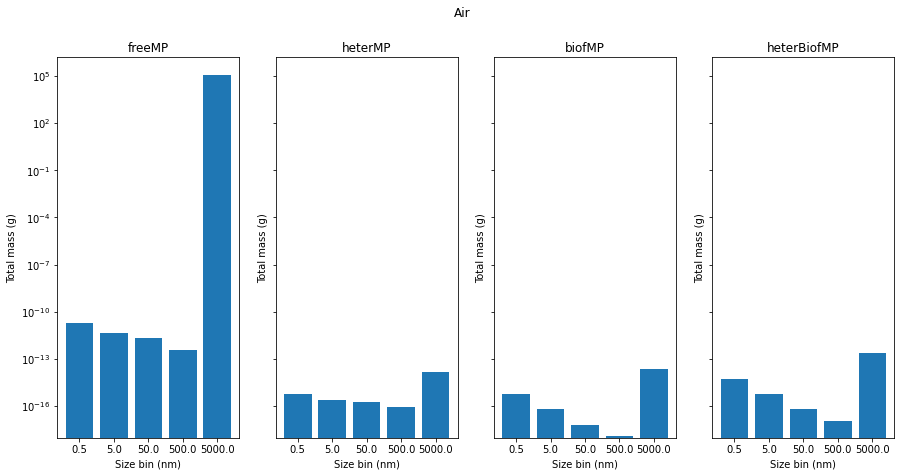 Air
freeMP
heterMP
biofMP
heterBiofMP
Total mass (g)
10^5
10^2
10^-1
10^-4
10^-7
10^-10
10^-13
10^-16
0.5 5.0 50.0 500.0 5000.0
Size bin (nm)
Total mass (g)
0.5 5.0 50.0 500.0 5000.0
Size bin (nm)
Total mass (g)
0.5 5.0 50.0 500.0 5000.0
Size bin (nm)
Total mass (g)
0.5 5.0 50.0 500.0 5000.0
Size bin (nm)